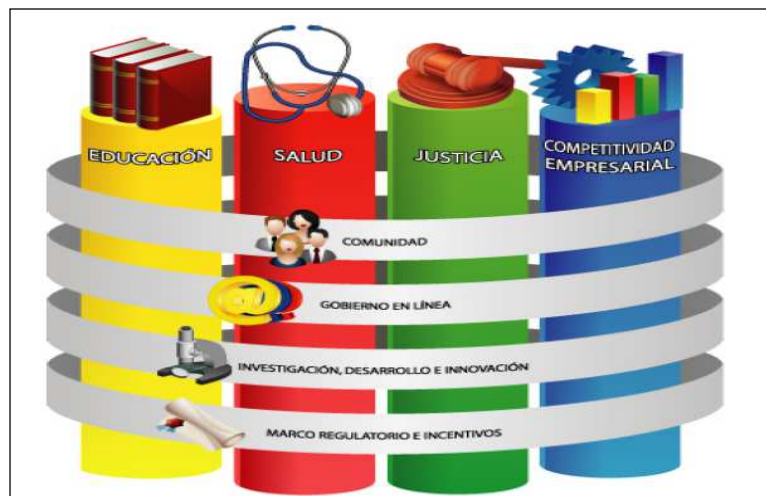 EDUCACIÓN
SALUD
JUSTICIA
COMPETITIVIDAD
EMPRESARIAL
COMUNIDAD
GOBIERNO EN LÍNEA
INVESTIGACIÓN, DESARROLLO E INNOVACIÓN
MARCO REGULATORIO E INCENTIVOS